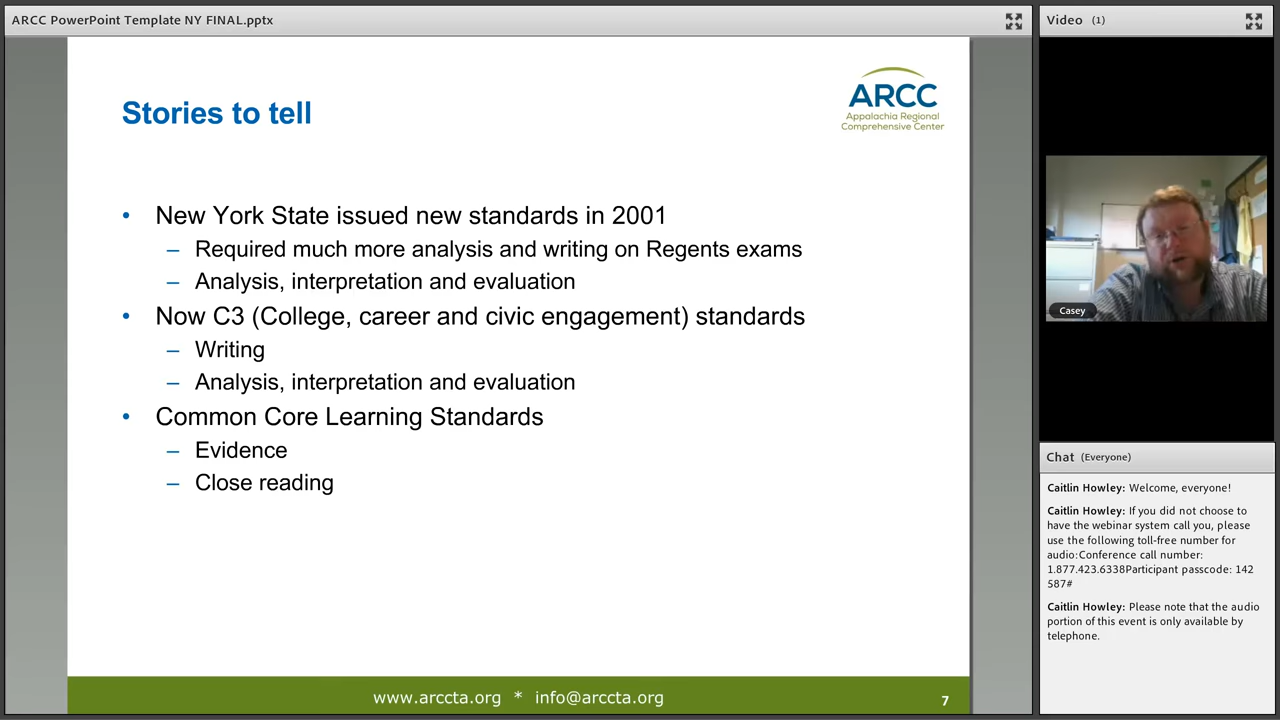 ARCC PowerPoint Template NY FINAL.pptx
Stories to tell
ARCC
Appalachia Regional
Comprehensive Center
• New York State issued new standards in 2001
– Required much more analysis and writing on Regents exams
– Analysis, interpretation and evaluation
• Now C3 (College, career and civic engagement) standards
– Writing
– Analysis, interpretation and evaluation
• Common Core Learning Standards
– Evidence
– Close reading
www.arccta.org * info@arccta.org
7
Video (1)
Casey
Chat (Everyone)
Caitlin Howley: Welcome, everyone!
Caitlin Howley: If you did not choose to
have the webinar system call you, please
use the following toll-free number for
audio:Conference call number:
1.877.423.6338Participant passcode: 142
587#
Caitlin Howley: Please note that the audio
portion of this event is only available by
telephone.